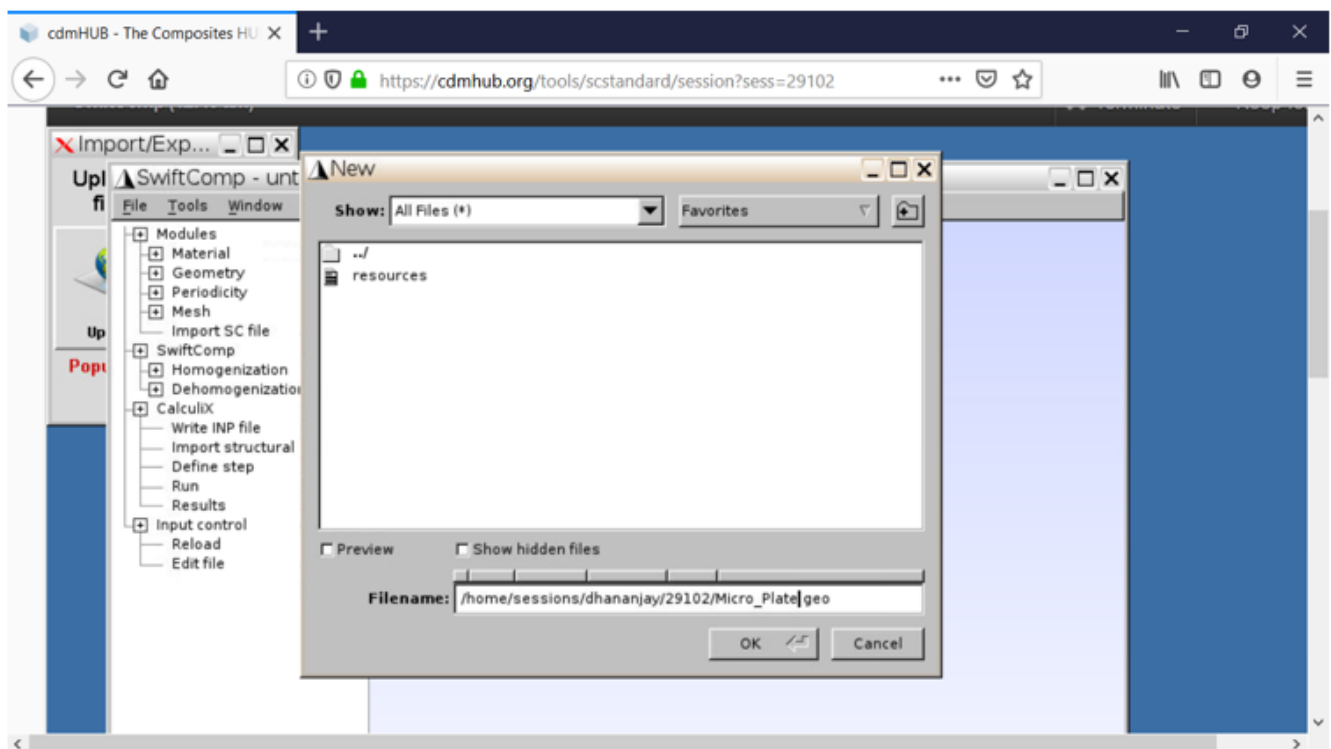 cdmHUB - The Composites HU
https://cdmhub.org/tools/scstandard/session?sess=29102
Import/Exp...
Upl
fi
Up
Popu
SwiftComp - unt
File Tools Window
Modules
Material
Geometry
Periodicity
Mesh
Import SC file
SwiftComp
Homogenization
Dehomogenization
CalculiX
Write INP file
Import structural
Define step
Run
Results
Input control
Reload
Edit file
New
Show: All Files (*) Favorites
../
resources
Preview Show hidden files
Filename: /home/sessions/dhananjay/29102/Micro_Plate.geo
OK Cancel